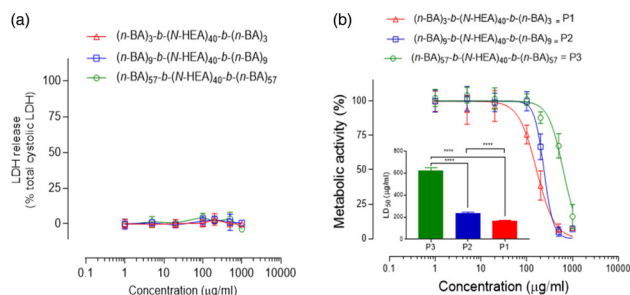 (a)
(n-BA)3-b-(N-HEA)40-b-(n-BA)3
(n-BA)9-b-(N-HEA)40-b-(n-BA)9
(n-BA)57-b-(N-HEA)40-b-(n-BA)57
LDH release
(% total cystolic LDH)
100
75
50
25
0
0.1 1 10 100 1000 10000
Concentration (μg/ml)
(b)
(n-BA)3-b-(N-HEA)40-b-(n-BA)3 = P1
(n-BA)9-b-(N-HEA)40-b-(n-BA)9 = P2
(n-BA)57-b-(N-HEA)40-b-(n-BA)57 = P3
Metabolic activity (%)
100
50
0
LD 50 (μg/ml)
800
600
400
200
0
****
****
****
P3 P2 P1
0.1 1 10 100 1000 10000
Concentration (μg/ml)